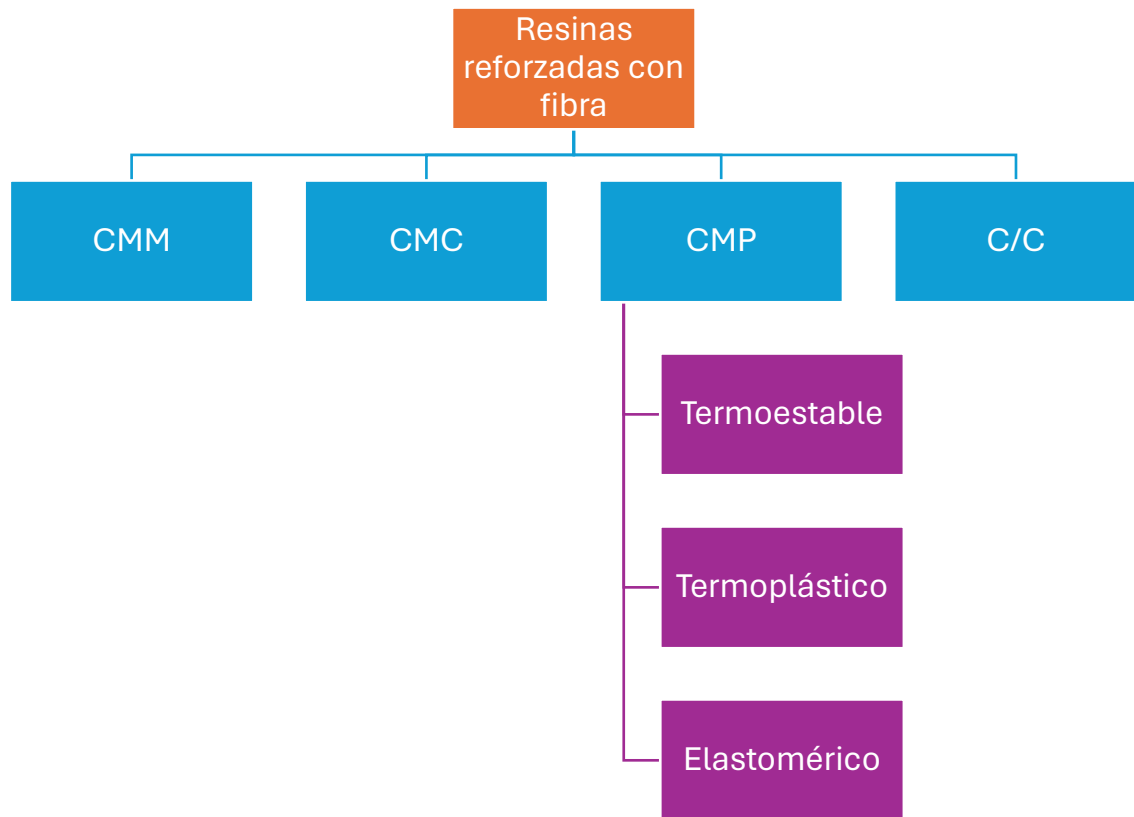 Resinas
reforzadas con
fibra
CMM
CMC
CMP
C/C
Termoestable
Termoplástico
Elastomérico